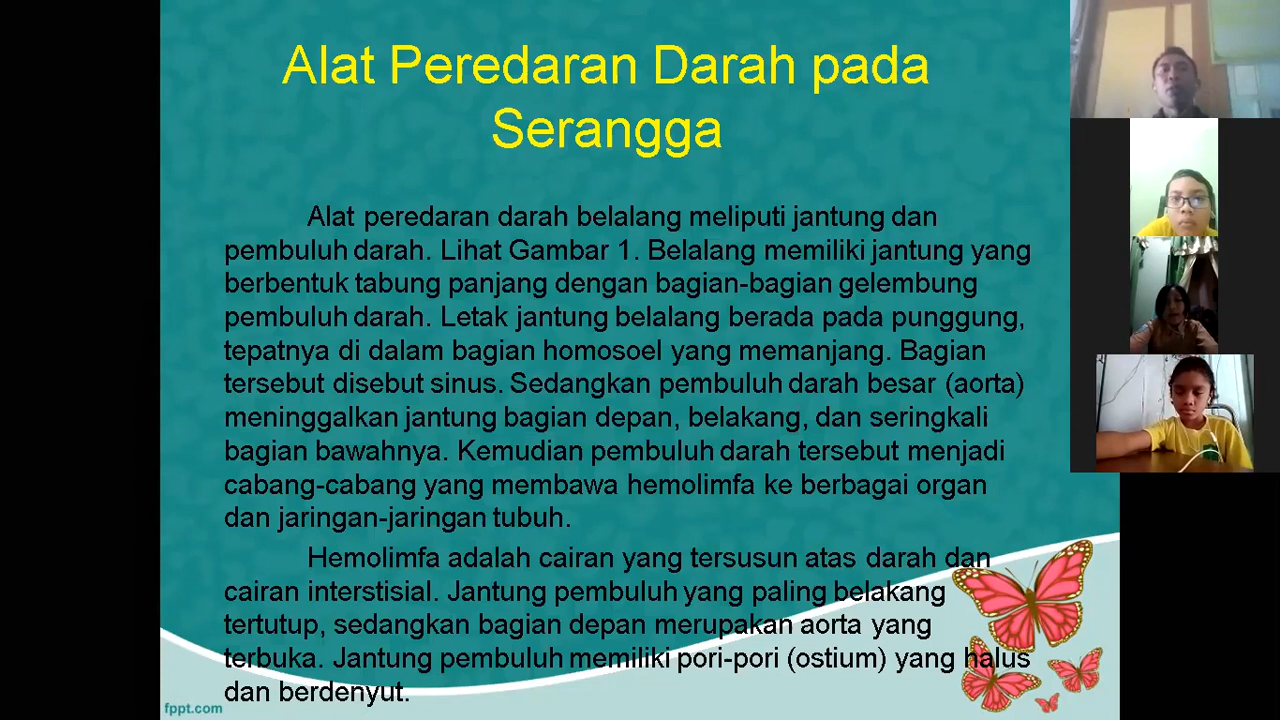 Alat Peredaran Darah pada
Serangga
Alat peredaran darah belalang meliputi jantung dan
pembuluh darah. Lihat Gambar 1. Belalang memiliki jantung yang
berbentuk tabung panjang dengan bagian-bagian gelembung
pembuluh darah. Letak jantung belalang berada pada punggung,
tepatnya di dalam bagian homosoel yang memanjang. Bagian
tersebut disebut sinus. Sedangkan pembuluh darah besar (aorta)
meninggalkan jantung bagian depan, belakang, dan seringkali
bagian bawahnya. Kemudian pembuluh darah tersebut menjadi
cabang-cabang yang membawa hemolimfa ke berbagai organ
dan jaringan-jaringan tubuh.
Hemolimfa adalah cairan yang tersusun atas darah dan
cairan interstisial. Jantung pembuluh yang paling belakang
tertutup, sedangkan bagian depan merupakan aorta yang
terbuka. Jantung pembuluh memiliki pori-pori (ostium) yang halus
dan berdenyut.
fppt.com